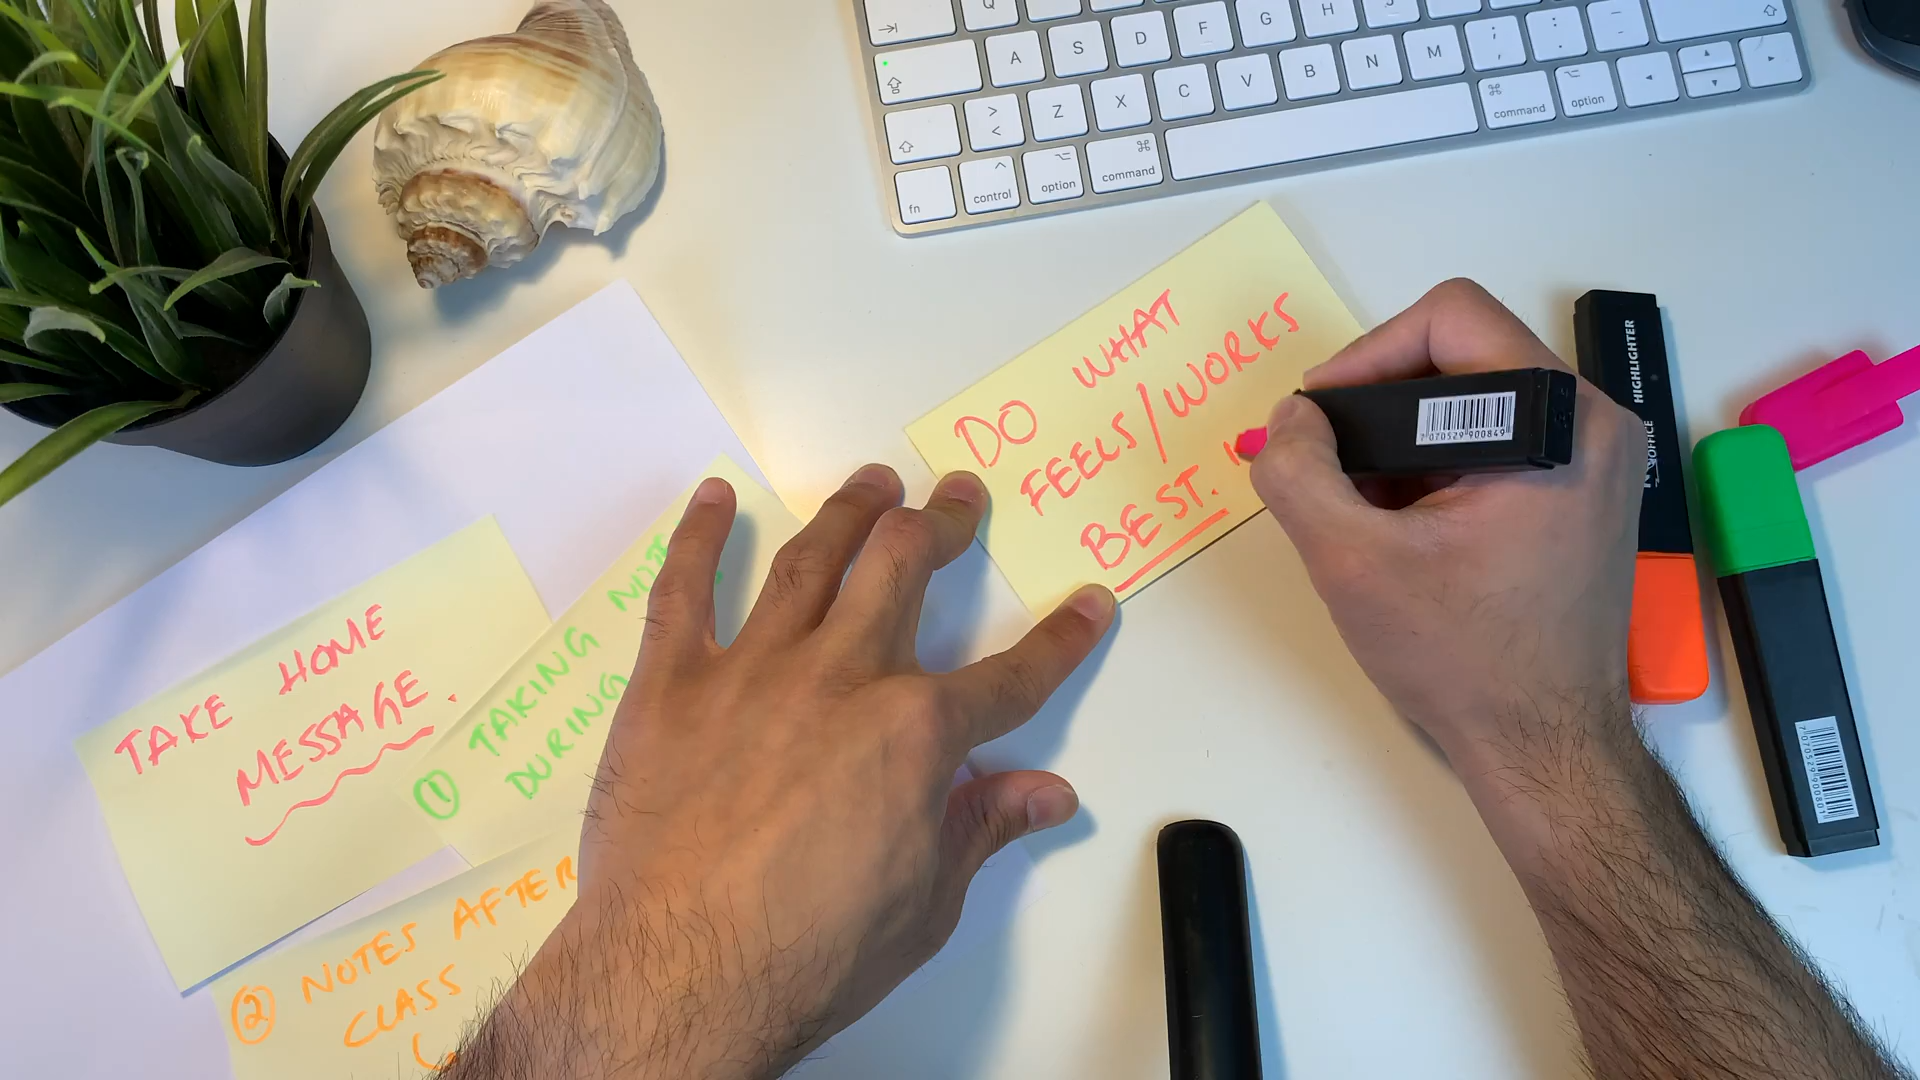 Q
A S D F G H J
Z X C V B N M ; :
> <
fn control option command
command option
DO WHAT
FEELS/WORKS
BEST.
TAKE HOME
MESSAGE.
① TAKING
DURING
② NOTES AFTER
CLASS
HIGHLIGHTER
OFFICE
7070529900849